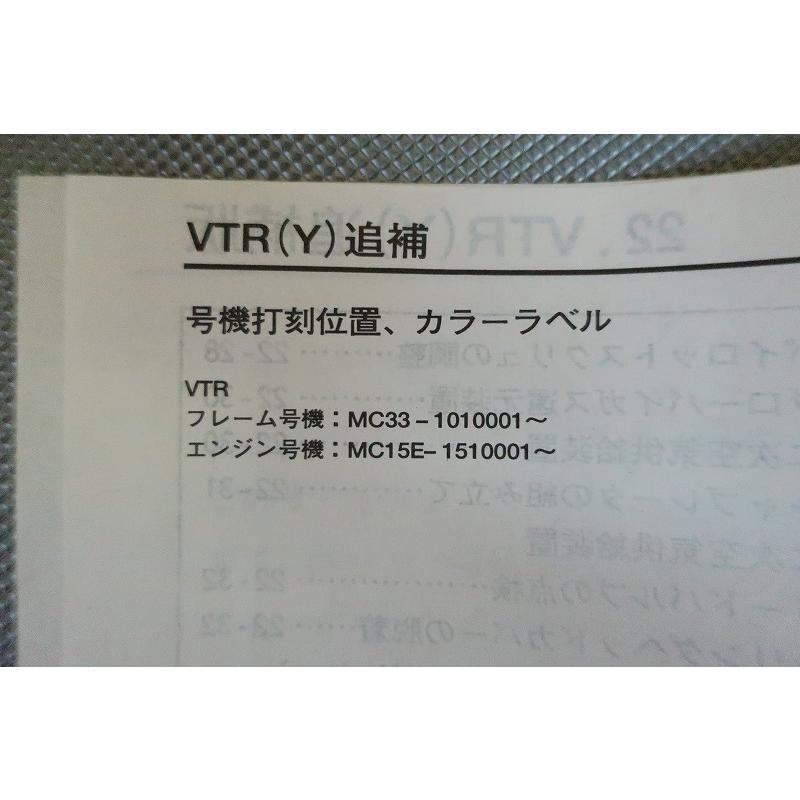 VTR(Y)追補
号機打刻位置、カラーラベル
VTR
フレーム号機：MC33－1010001～
エンジン号機：MC15E–1510001～